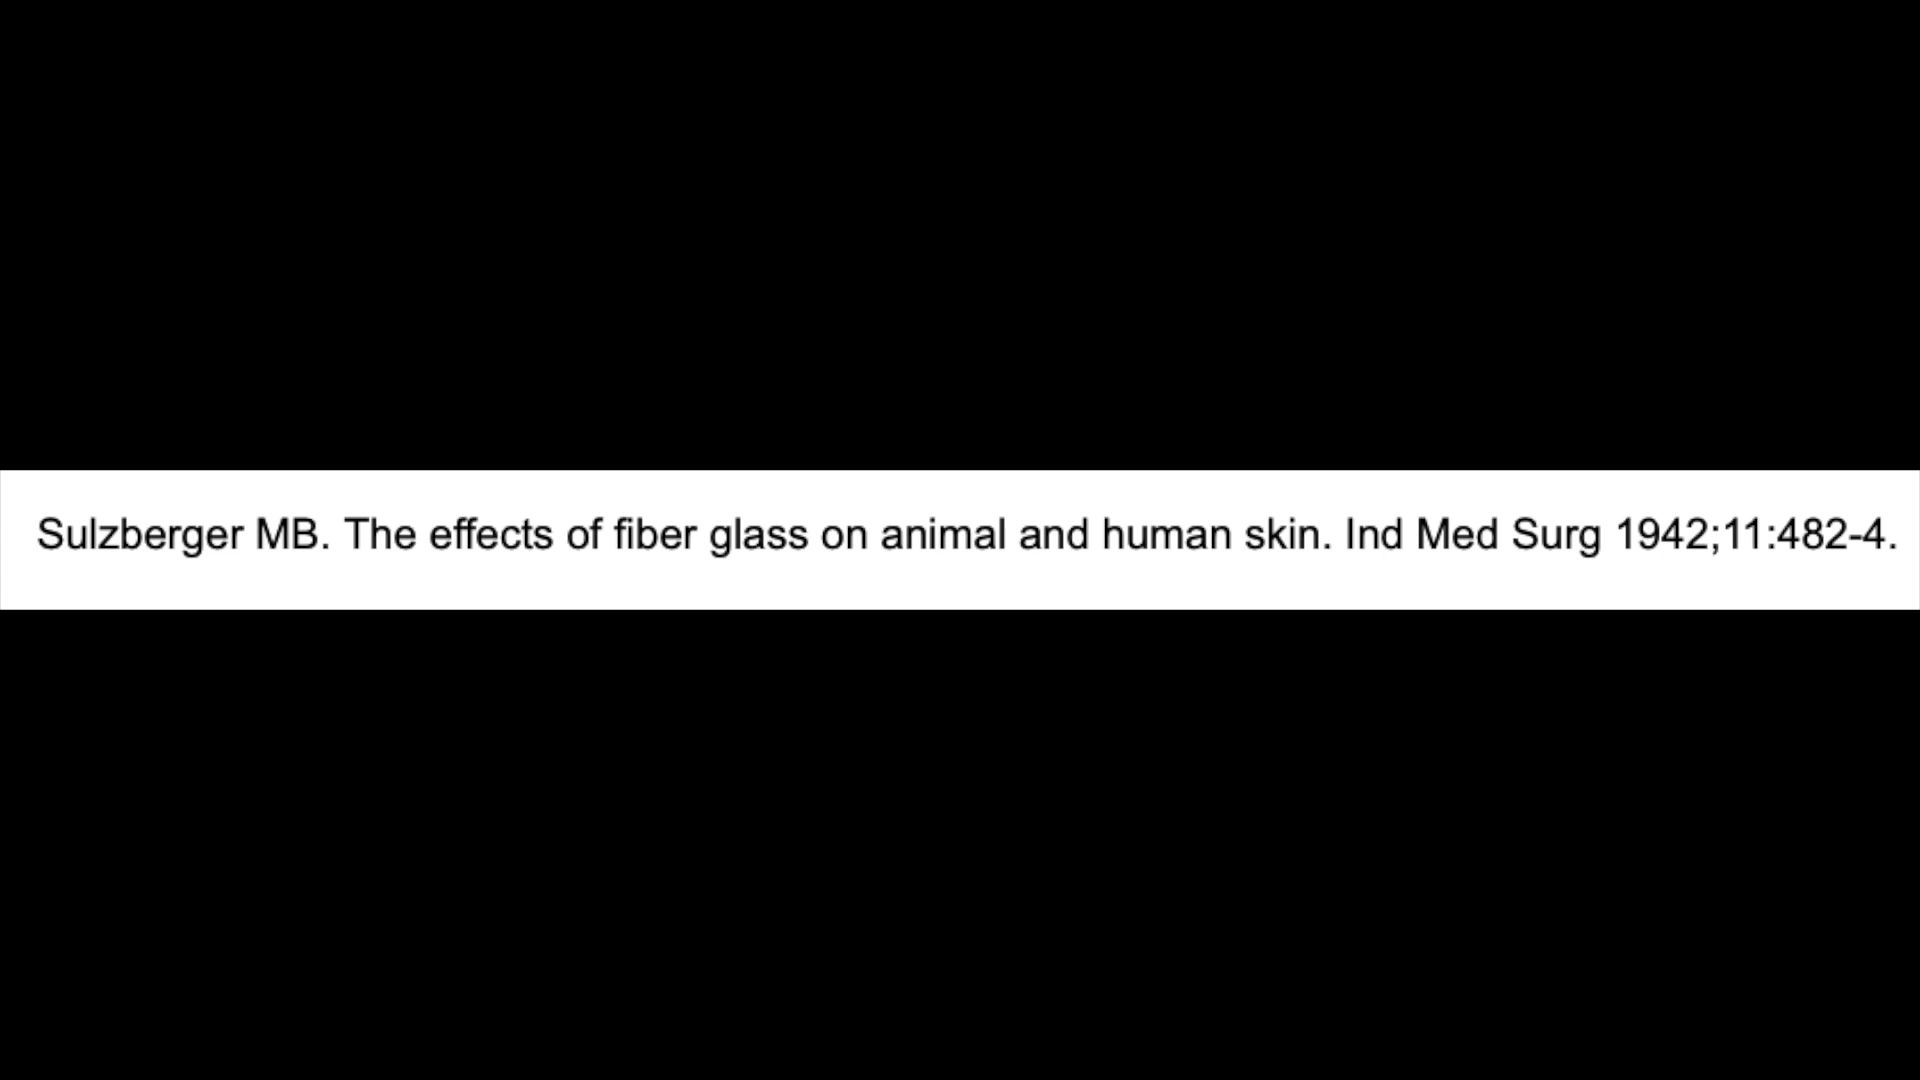 Sulzberger MB. The effects of fiber glass on animal and human skin. Ind Med Surg 1942;11:482-4.